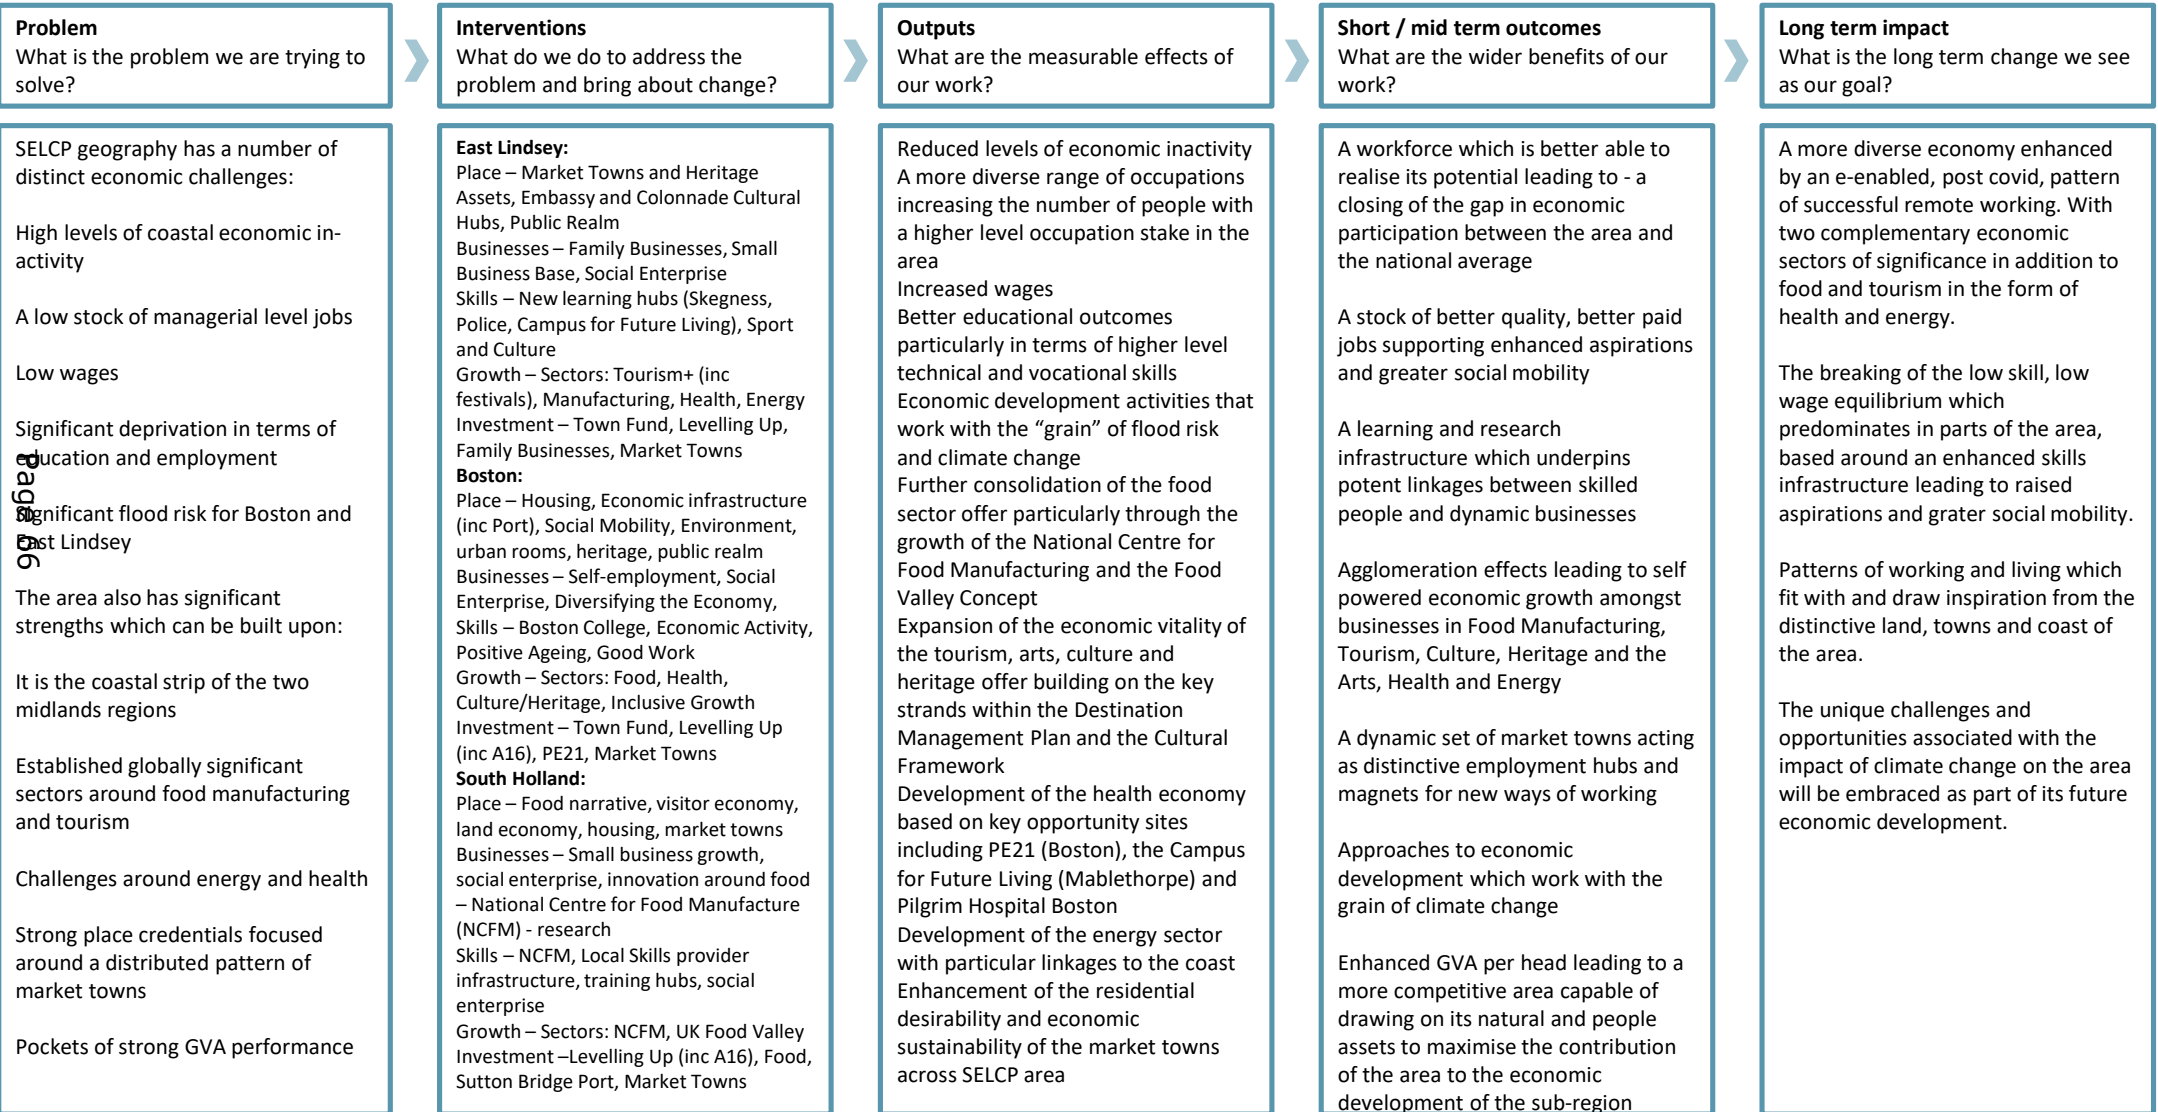 Problem
What is the problem we are trying to
solve?
Interventions
What do we do to address the
problem and bring about change?
Outputs
What are the measurable effects of
our work?
Short / mid term outcomes
What are the wider benefits of our
work?
Long term impact
What is the long term change we see
as our goal?
SELCP geography has a number of
distinct economic challenges:
High levels of coastal economic in-
activity
A low stock of managerial level jobs
Low wages
Significant deprivation in terms of
education and employment
Significant flood risk for Boston and
East Lindsey
The area also has significant
strengths which can be built upon:
It is the coastal strip of the two
midlands regions
Established globally significant
sectors around food manufacturing
and tourism
Challenges around energy and health
Strong place credentials focused
around a distributed pattern of
market towns
Pockets of strong GVA performance
Page 66
East Lindsey:
Place – Market Towns and Heritage
Assets, Embassy and Colonnade Cultural
Hubs, Public Realm
Businesses – Family Businesses, Small
Business Base, Social Enterprise
Skills – New learning hubs (Skegness,
Police, Campus for Future Living), Sport
and Culture
Growth – Sectors: Tourism+ (inc
festivals), Manufacturing, Health, Energy
Investment – Town Fund, Levelling Up,
Family Businesses, Market Towns
Boston:
Place – Housing, Economic infrastructure
(inc Port), Social Mobility, Environment,
urban rooms, heritage, public realm
Businesses – Self-employment, Social
Enterprise, Diversifying the Economy,
Skills – Boston College, Economic Activity,
Positive Ageing, Good Work
Growth – Sectors: Food, Health,
Culture/Heritage, Inclusive Growth
Investment – Town Fund, Levelling Up
(inc A16), PE21, Market Towns
South Holland:
Place – Food narrative, visitor economy,
land economy, housing, market towns
Businesses – Small business growth,
social enterprise, innovation around food
– National Centre for Food Manufacture
(NCFM) - research
Skills – NCFM, Local Skills provider
infrastructure, training hubs, social
enterprise
Growth – Sectors: NCFM, UK Food Valley
Investment –Levelling Up (inc A16), Food,
Sutton Bridge Port, Market Towns
Reduced levels of economic inactivity
A more diverse range of occupations
increasing the number of people with
a higher level occupation stake in the
area
Increased wages
Better educational outcomes
particularly in terms of higher level
technical and vocational skills
Economic development activities that
work with the “grain” of flood risk
and climate change
Further consolidation of the food
sector offer particularly through the
growth of the National Centre for
Food Manufacturing and the Food
Valley Concept
Expansion of the economic vitality of
the tourism, arts, culture and
heritage offer building on the key
strands within the Destination
Management Plan and the Cultural
Framework
Development of the health economy
based on key opportunity sites
including PE21 (Boston), the Campus
for Future Living (Mablethorpe) and
Pilgrim Hospital Boston
Development of the energy sector
with particular linkages to the coast
Enhancement of the residential
desirability and economic
sustainability of the market towns
across SELCP area
A workforce which is better able to
realise its potential leading to - a
closing of the gap in economic
participation between the area and
the national average
A stock of better quality, better paid
jobs supporting enhanced aspirations
and greater social mobility
A learning and research
infrastructure which underpins
potent linkages between skilled
people and dynamic businesses
Agglomeration effects leading to self
powered economic growth amongst
businesses in Food Manufacturing,
Tourism, Culture, Heritage and the
Arts, Health and Energy
A dynamic set of market towns acting
as distinctive employment hubs and
magnets for new ways of working
Approaches to economic
development which work with the
grain of climate change
Enhanced GVA per head leading to a
more competitive area capable of
drawing on its natural and people
assets to maximise the contribution
of the area to the economic
development of the sub-region
A more diverse economy enhanced
by an e-enabled, post covid, pattern
of successful remote working. With
two complementary economic
sectors of significance in addition to
food and tourism in the form of
health and energy.
The breaking of the low skill, low
wage equilibrium which
predominates in parts of the area,
based around an enhanced skills
infrastructure leading to raised
aspirations and grater social mobility.
Patterns of working and living which
fit with and draw inspiration from the
distinctive land, towns and coast of
the area.
The unique challenges and
opportunities associated with the
impact of climate change on the area
will be embraced as part of its future
economic development.